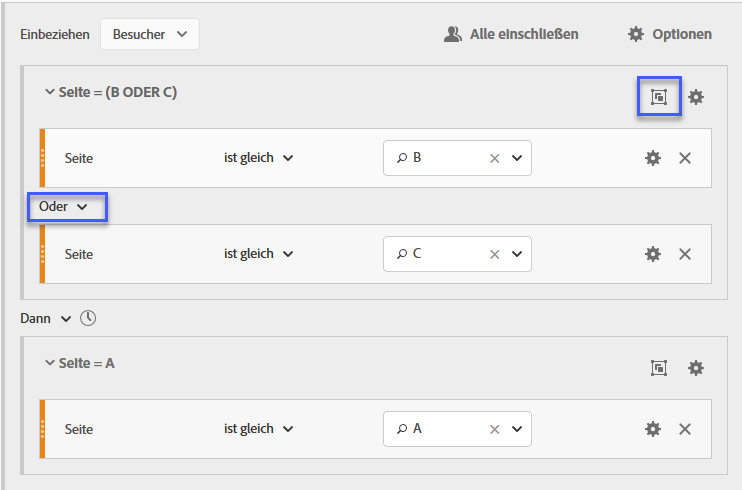 Einbeziehen Besucher Alle einschließen Optionen
Seite = (B ODER C)
Seite ist gleich B
Oder
Seite ist gleich C
Dann
Seite = A
Seite ist gleich A